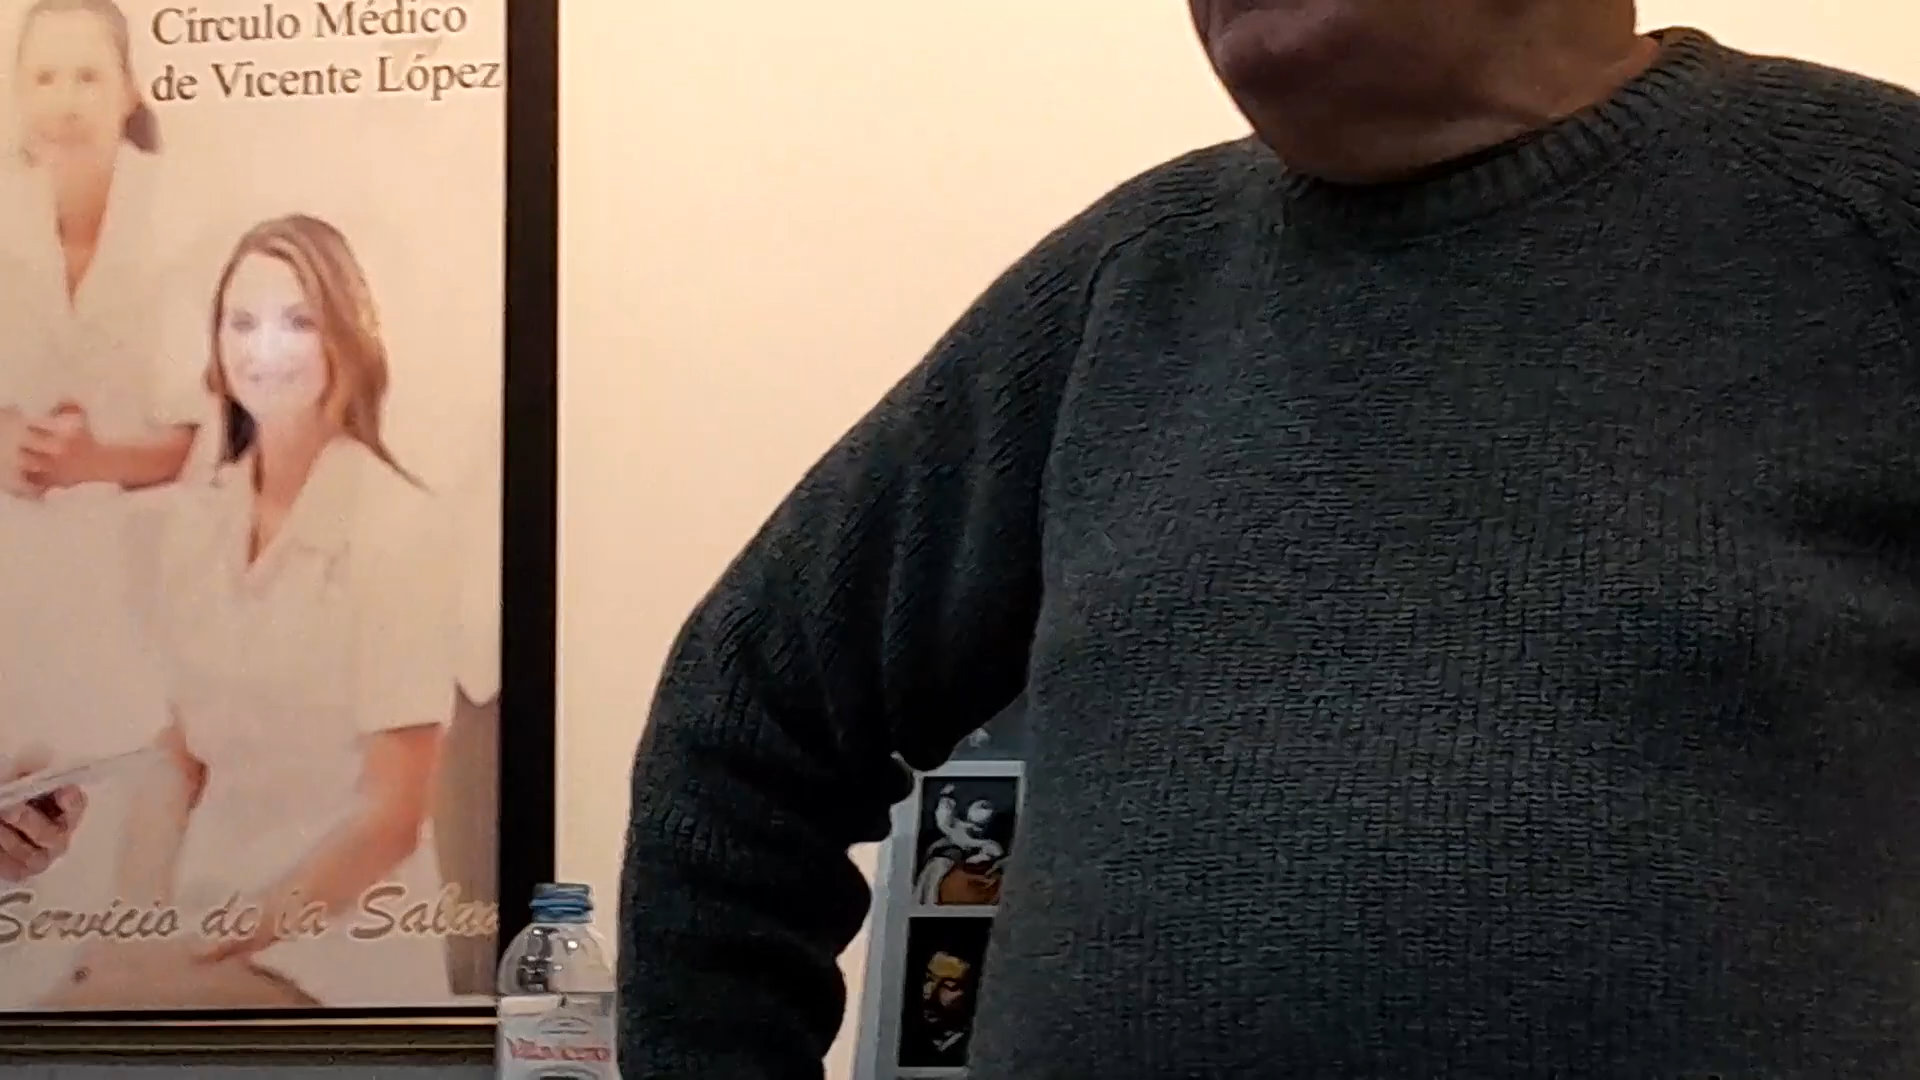 Círculo Médico
de Vicente López
Servicio de la Salud